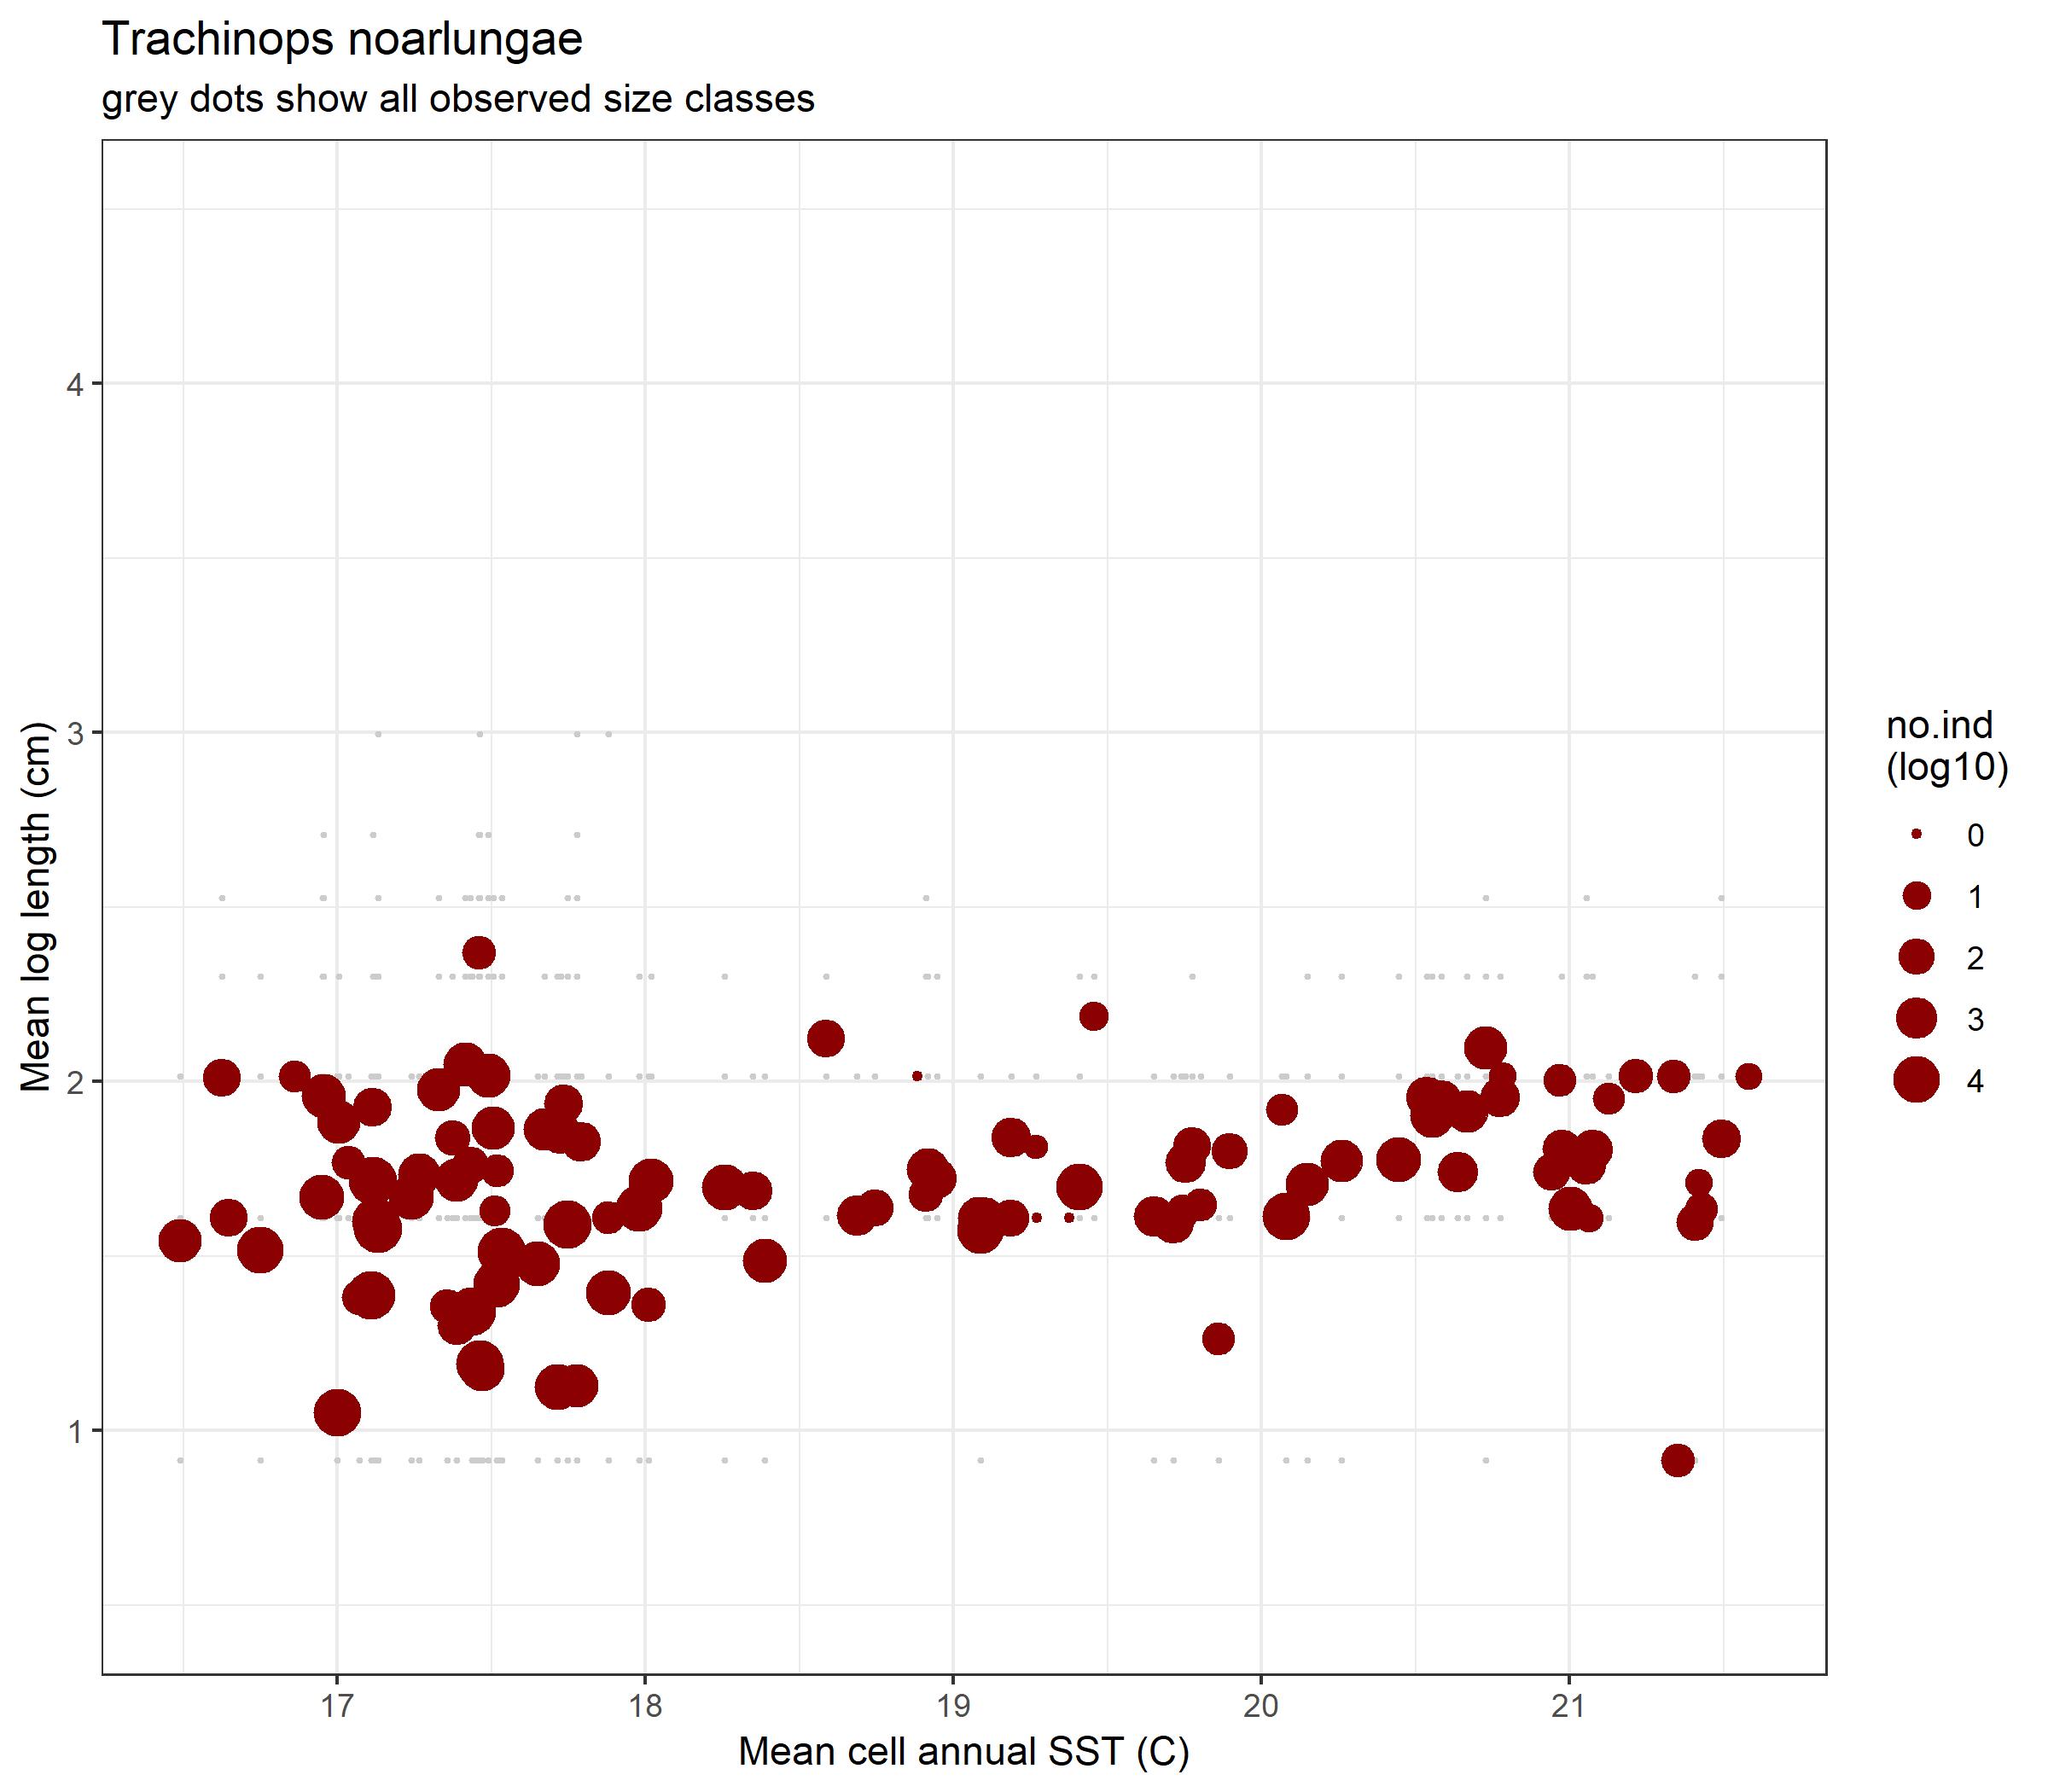 Trachinops noarlungae
grey dots show all observed size classes
Mean log length (cm)
4
3
2
1
17
18
19
20
21
Mean cell annual SST (C)
no.ind
(log10)
0
1
2
3
4